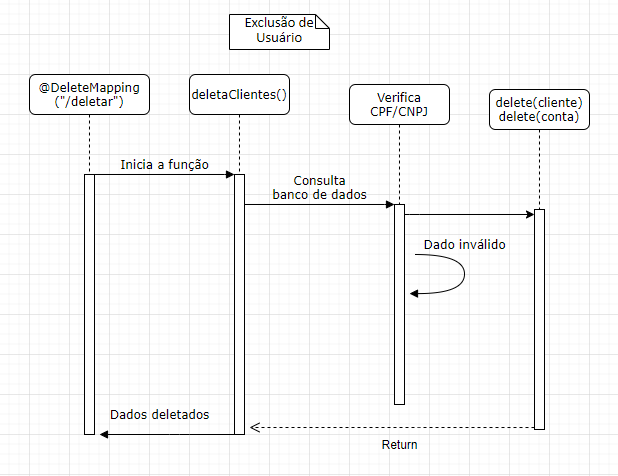 Exclusão de
Usuário
@DeleteMapping
("/deletar")
deletaClientes()
Verifica
CPF/CNPJ
delete(cliente)
delete(conta)
Inicia a função
Consulta
banco de dados
Dado inválido
Dados deletados
Return